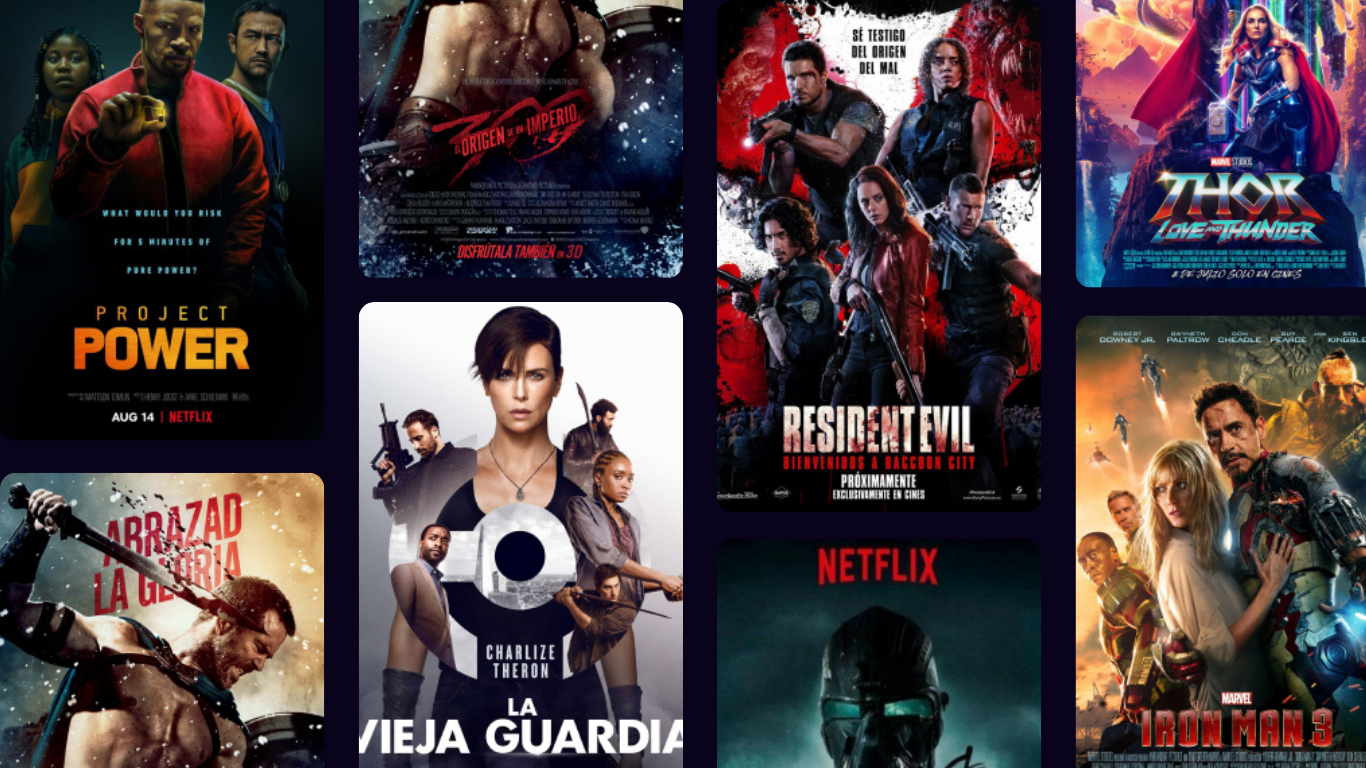 WHAT WOULD YOU RISK
FOR 5 MINUTES OF
PURE POWER?
PROJECT
POWER
AUG 14 | NETFLIX
ABRAZAD
LA GLORIA
300
EL ORIGEN DE UN IMPERIO
DISFRÚTALA TAMBIÉN EN 3D
CHARLIZE
THERON
LA
VIEJA GUARDIA
SÉ TESTIGO
DEL ORIGEN
DEL MAL
RESIDENT EVIL
BIENVENIDOS A RACCOON CITY
PRÓXIMAMENTE
EXCLUSIVAMENTE EN CINES
NETFLIX
MARVEL STUDIOS
THOR
LOVE AND THUNDER
8 DE JULIO SOLO EN CINES
ROBERT DOWNEY JR.
GWYNETH PALTROW
DON CHEADLE
GUY PEARCE
AND
BEN KINGSLE
MARVEL
IRON MAN 3